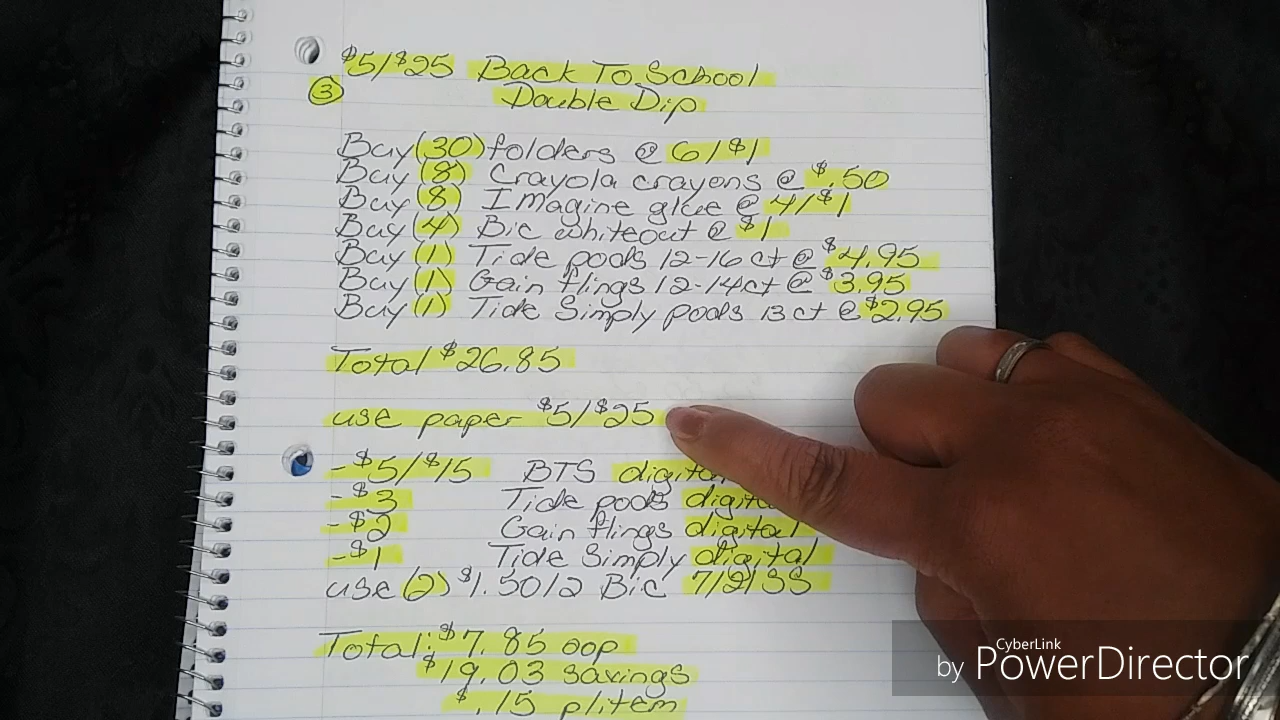 $5/$25 Back To School
③ Double Dip
Buy (30) folders @ 6/$1
Buy (8) Crayola crayons @ $.50
Buy (8) Imagine glue @ 4/$1
Buy (4) Bic whiteout @ $1
Buy (1) Tide pods 12-16 ct @ $4.95
Buy (1) Gain flings 12-14ct @ $3.95
Buy (1) Tide Simply pods 13 ct @ $2.95
Total $26.85
use paper $5/$25
-$5/$15 BTS digital
-$3 Tide pods digital
-$2 Gain flings digital
-$1 Tide Simply digital
use (2) $1.50/2 Bic 7/2/SS
Total: $7.85 oop
$19.03 savings
$.15 p/item
CyberLink
by PowerDirector